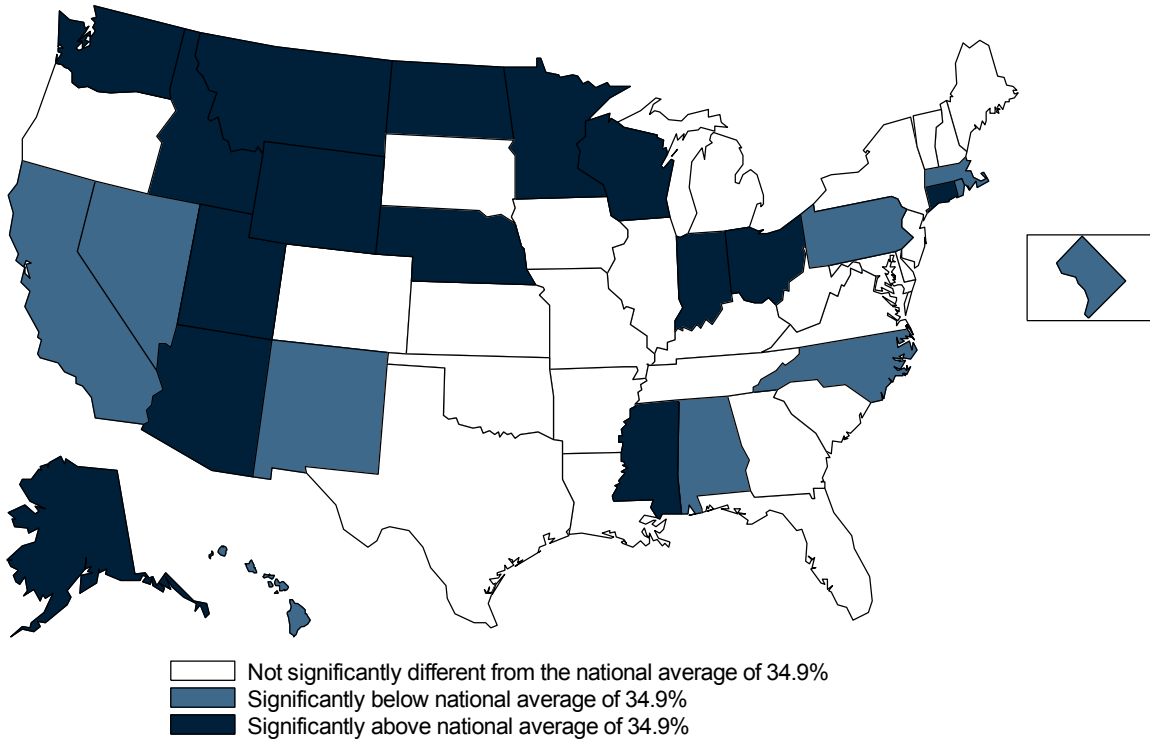 Not significantly different from the national average of 34.9%
Significantly below national average of 34.9%
Significantly above national average of 34.9%